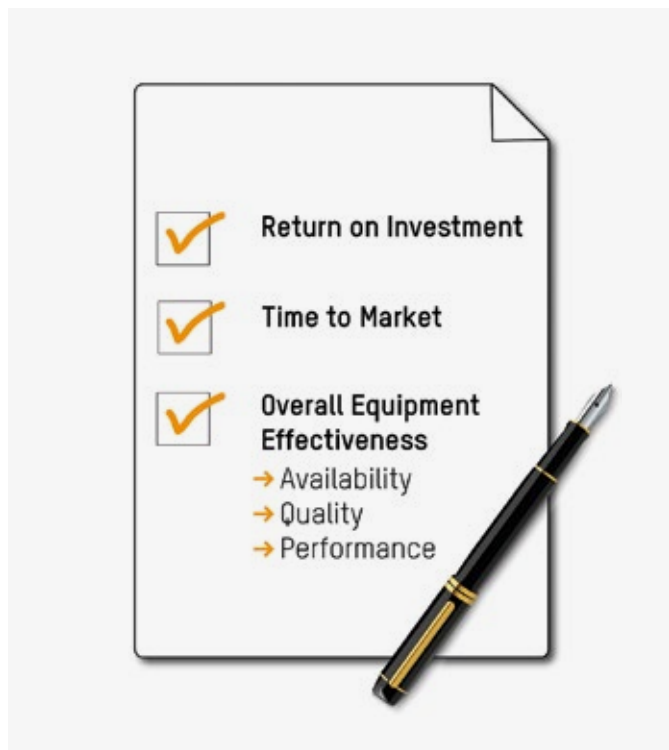 Return on Investment
Time to Market
Overall Equipment
Effectiveness
→ Availability
→ Quality
→ Performance